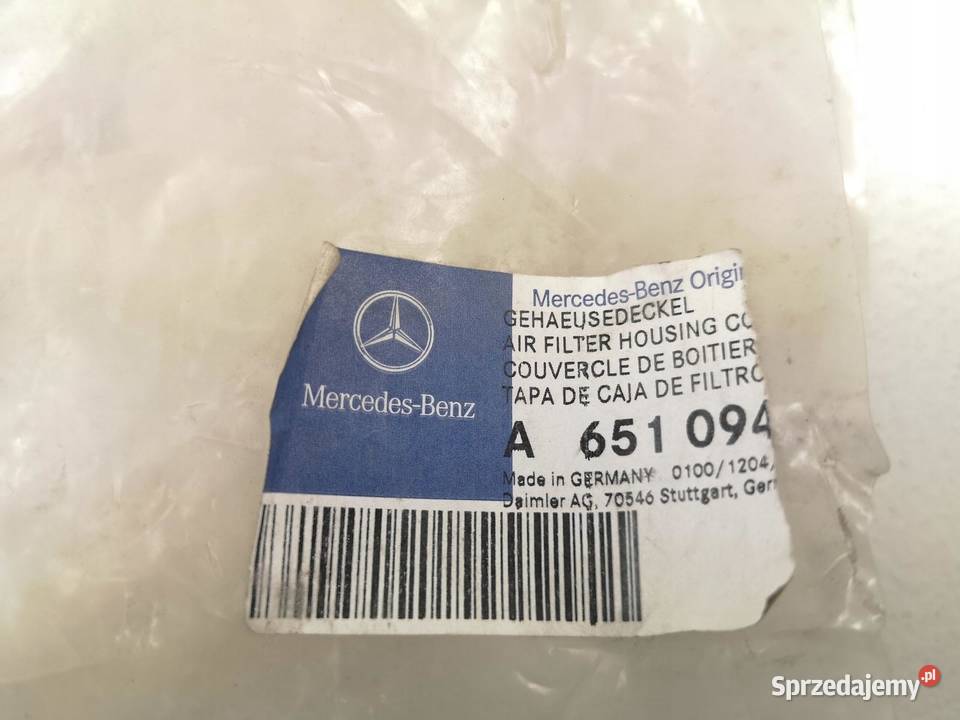 Mercedes-Benz Origin
GEHAEUSEDECKEL
AIR FILTER HOUSING CO
COUVERCLE DE BOITIER
TAPA DE CAJA DE FILTRO
Mercedes-Benz
A 651 094
Made in GERMANY 0100/1204
Daimler AG, 70546 Stuttgart, Ger
Sprzedajemy.pl